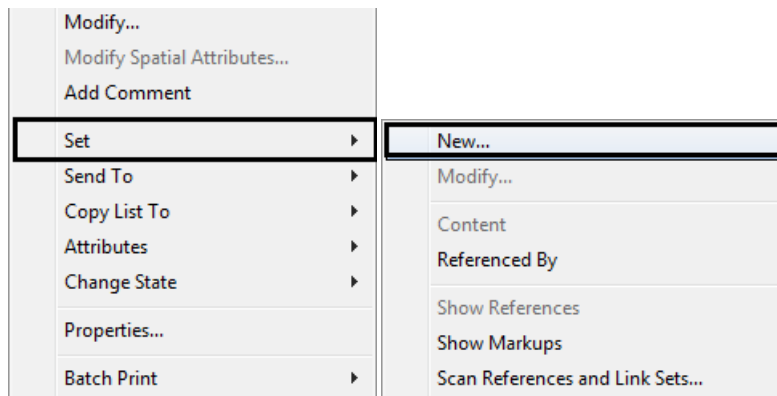 Modify...
Modify Spatial Attributes...
Add Comment
Set
Send To
Copy List To
Attributes
Change State
Properties...
Batch Print
New...
Modify...
Content
Referenced By
Show References
Show Markups
Scan References and Link Sets...